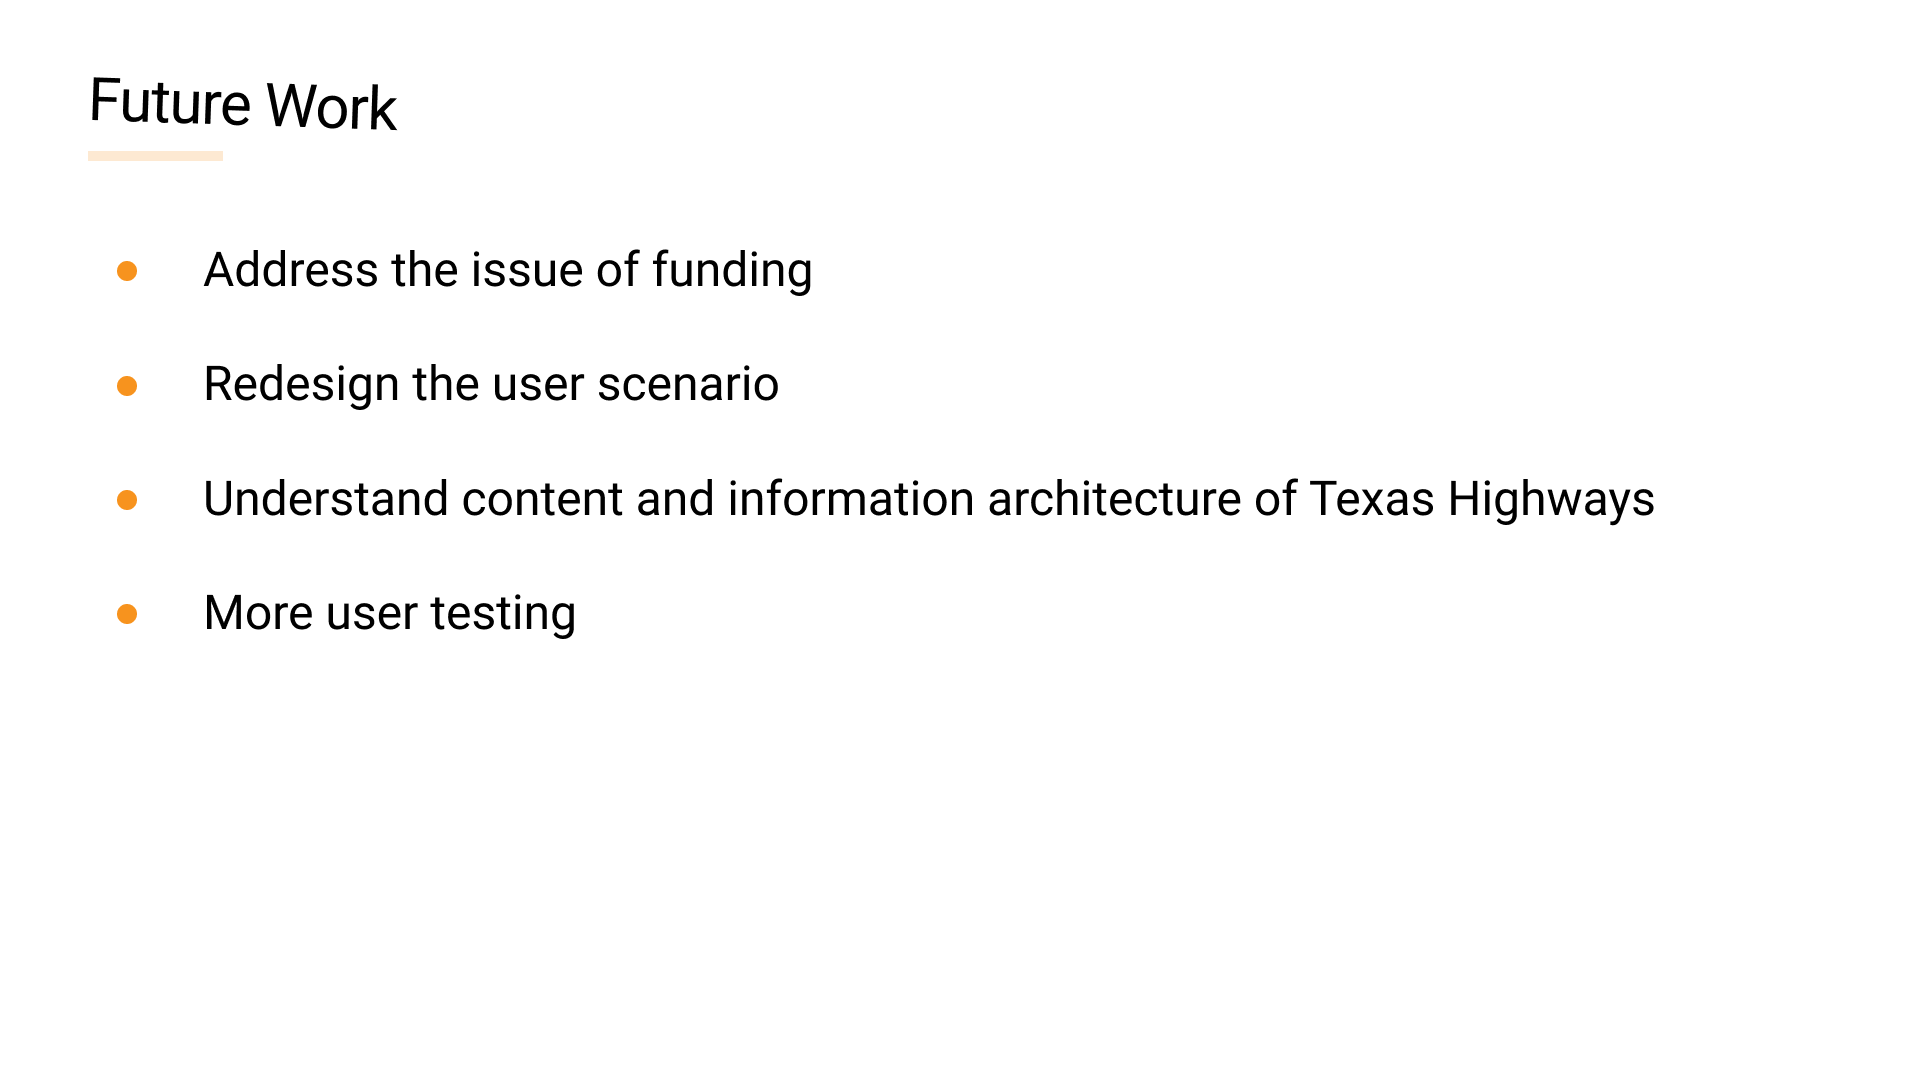 Future Work
Address the issue of funding
Redesign the user scenario
Understand content and information architecture of Texas Highways
More user testing